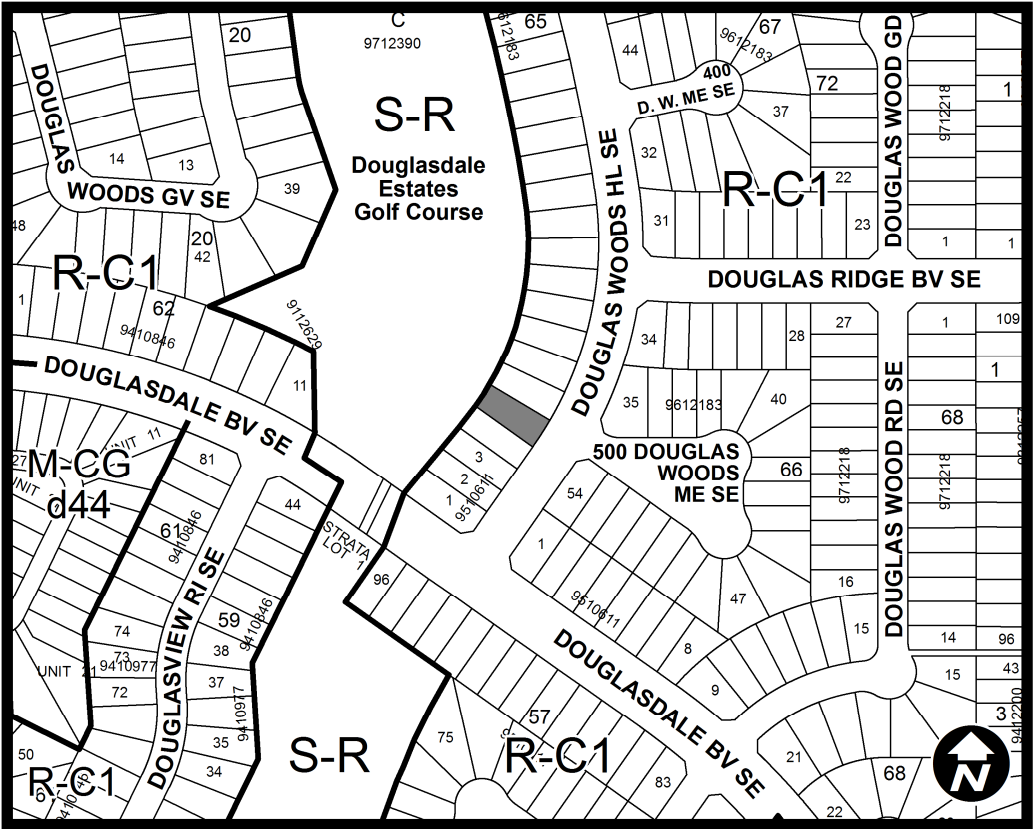 C
9712390
S-R
Douglasdale
Estates
Golf Course
65
9612183
20
DOUGLAS
14
13
WOODS GV SE
39
48
20
42
R-C1
1
62
9410846
9112629
11
44
67
9612183
400
D. W. ME SE
37
72
32
22
R-C1
31
23
DOUGLAS WOODS HL SE
DOUGLAS WOOD GD
9712218
1
1
1
DOUGLAS RIDGE BV SE
34
28
27
1
109
1
35
9612183
40
68
500 DOUGLAS
WOODS
ME SE
66
9712218
DOUGLAS WOOD RD SE
9712218
DOUGLASDALE BV SE
UNIT 11
27
M-CG
d44
UNIT
81
44
61
9410846
3
2
1
9510611
54
1
STRATA
LOT 1
96
9510611
47
16
15
14
96
DOUGLASVIEW RI SE
59
9410846
74
73
9410977
72
UNIT 21
38
37
9410977
35
34
8
9
DOUGLASDALE BV SE
15
43
3
9412200
50
R-C1
S-R
75
57
R-C1
83
21
22
68
N